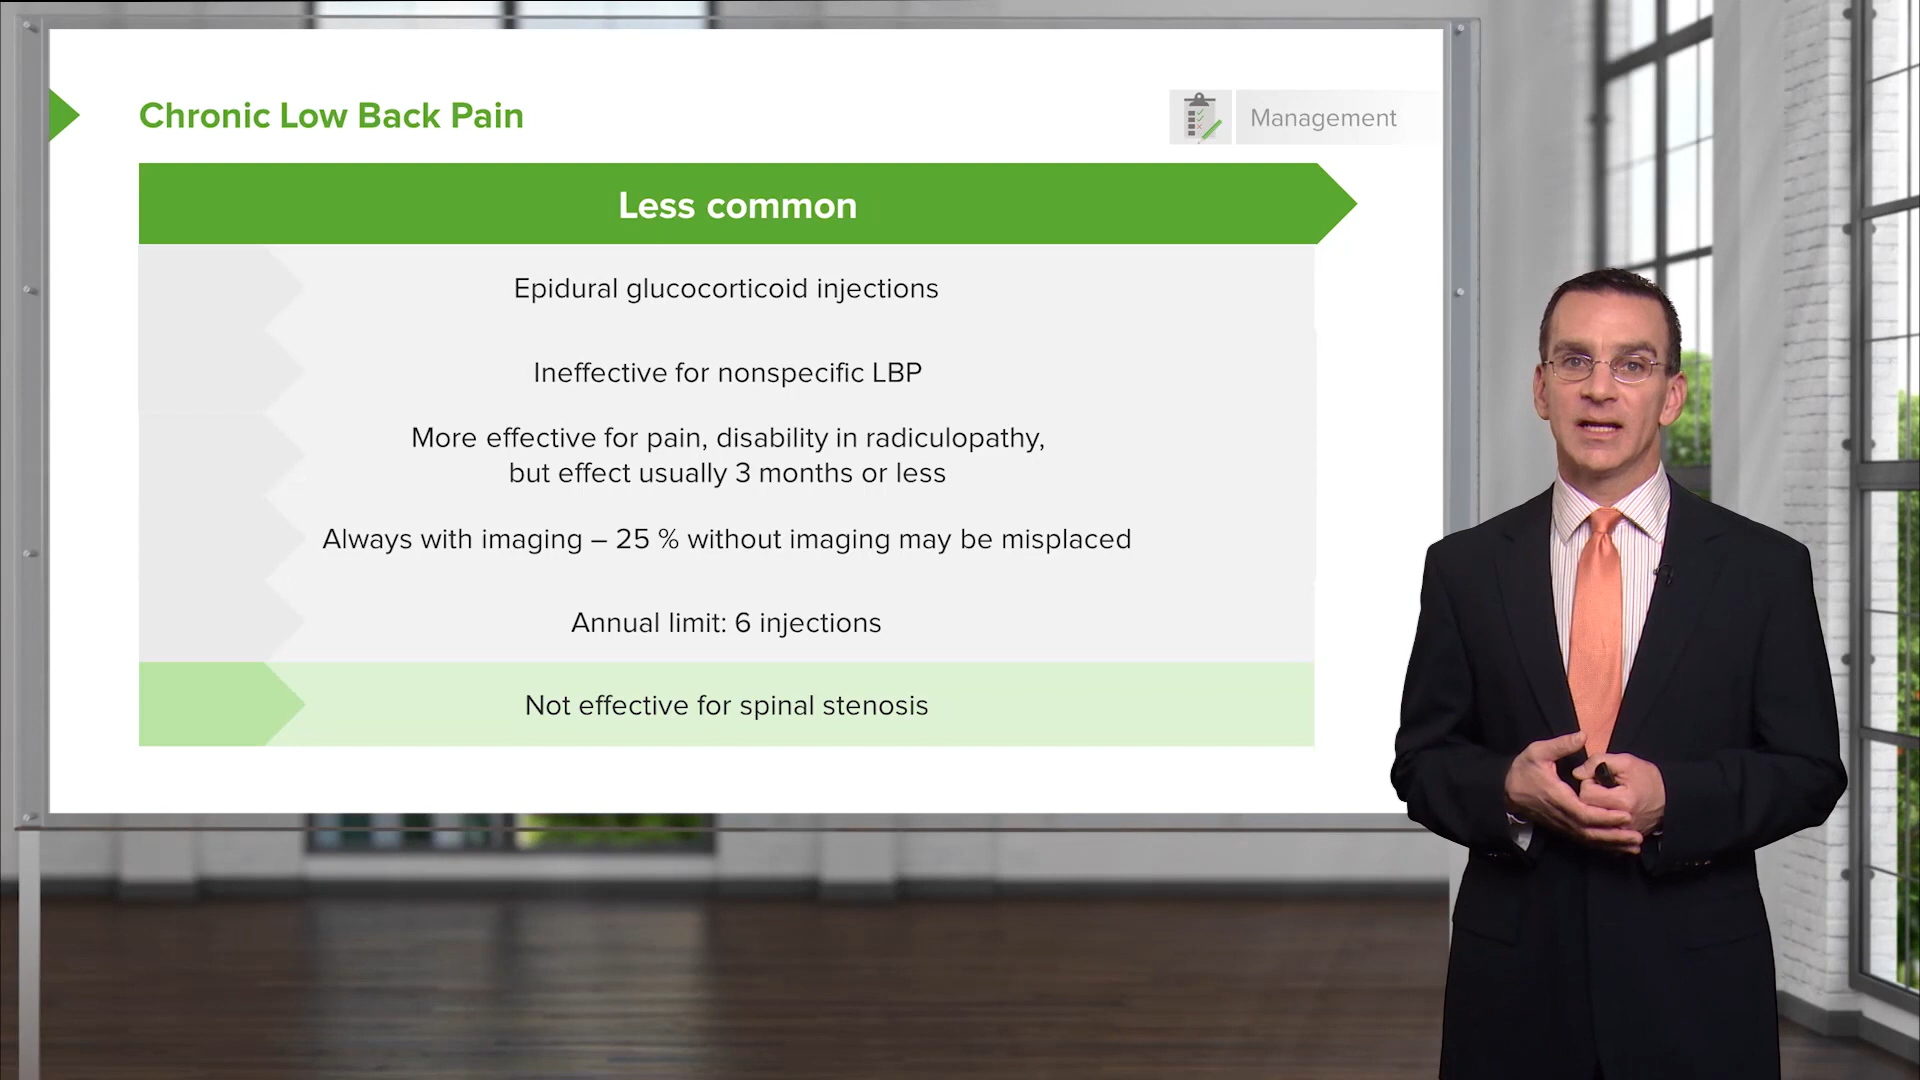 Chronic Low Back Pain
Management
Less common
Epidural glucocorticoid injections
Ineffective for nonspecific LBP
More effective for pain, disability in radiculopathy,
but effect usually 3 months or less
Always with imaging – 25 % without imaging may be misplaced
Annual limit: 6 injections
Not effective for spinal stenosis